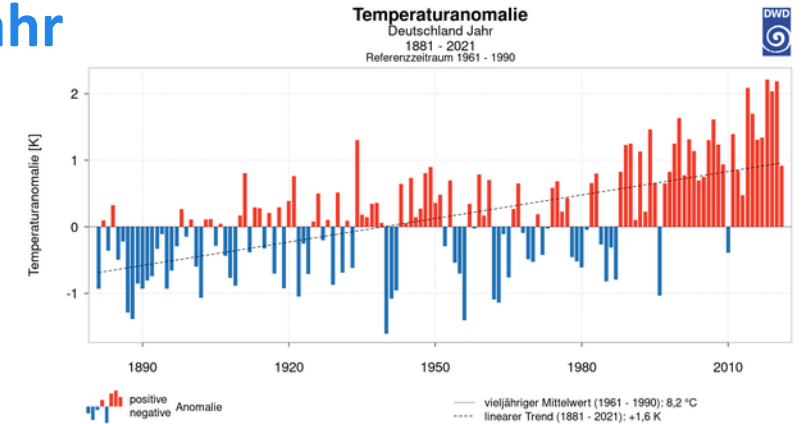 ahr
Temperaturanomalie
Deutschland Jahr
1881 - 2021
Referenzzeitraum 1961 - 1990
DWD
Temperaturanomalie [K]
2
1
0
-1
1890 1920 1950 1980 2010
positive
negative Anomalie
vieljähriger Mittelwert (1961 - 1990): 8,2 °C
linearer Trend (1881 - 2021): +1,6 K